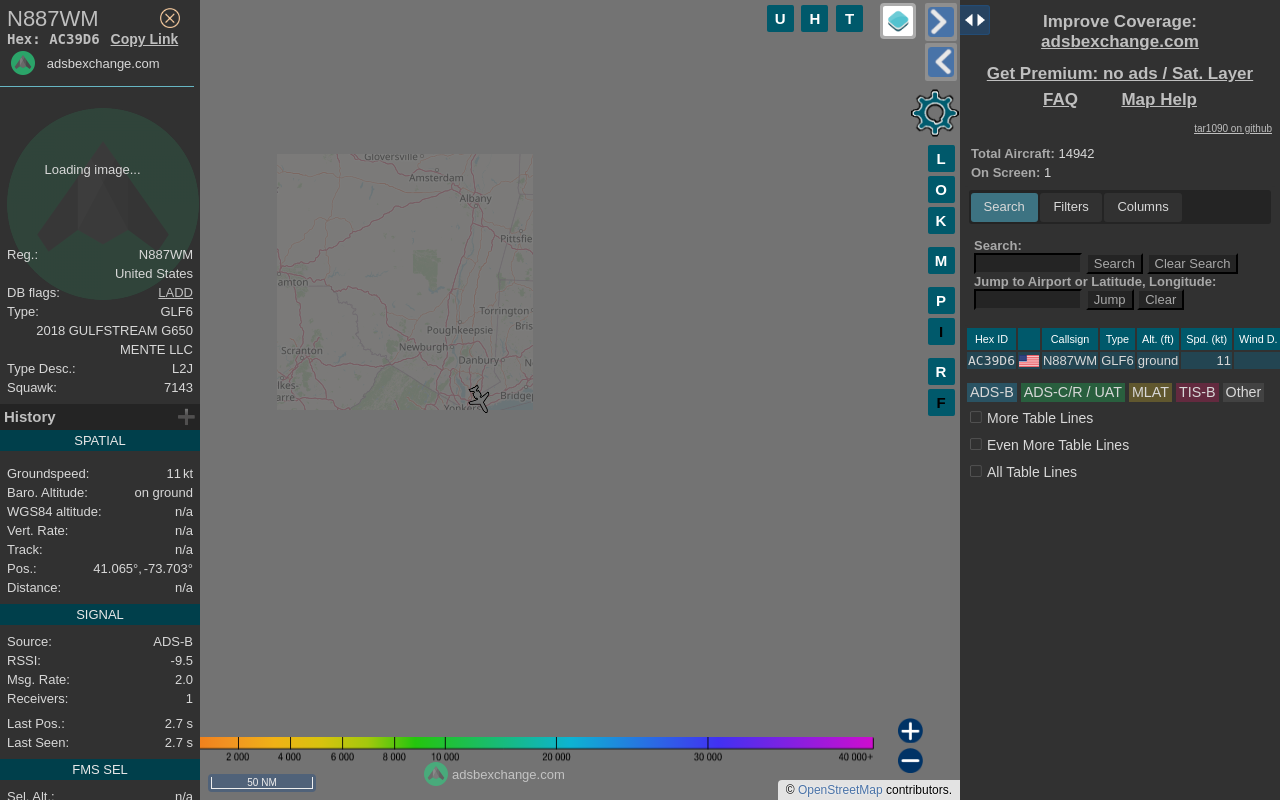 N887WM
Hex: AC39D6 Copy Link
adsbexchange.com
Loading image...
Reg.: N887WM
United States
DB flags: LADD
Type: GLF6
2018 GULFSTREAM G650
MENTE LLC
Type Desc.: L2J
Squawk: 7143
History
SPATIAL
Groundspeed: 11 kt
Baro. Altitude: on ground
WGS84 altitude: n/a
Vert. Rate: n/a
Track: n/a
Pos.: 41.065°, -73.703°
Distance: n/a
SIGNAL
Source: ADS-B
RSSI: -9.5
Msg. Rate: 2.0
Receivers: 1
Last Pos.: 2.7 s
Last Seen: 2.7 s
FMS SEL
Sel. Alt.: n/a
U H T
L
O
K
M
P
I
R
F
Gloversville
Amsterdam
Albany
Pittsfie
amton
Torrington
Bris
Poughkeepsie
Newburgh
Danbury
N
Scranton
lkes-
arre
Yonkers
Bridgep
2 000 4 000 6 000 8 000 10 000 20 000 30 000 40 000+
50 NM
adsbexchange.com
© OpenStreetMap contributors.
Improve Coverage:
adsbexchange.com
Get Premium: no ads / Sat. Layer
FAQ Map Help
tar1090 on github
Total Aircraft: 14942
On Screen: 1
Search Filters Columns
Search:
Search Clear Search
Jump to Airport or Latitude, Longitude:
Jump Clear
Hex ID Callsign Type Alt. (ft) Spd. (kt) Wind D.
AC39D6 N887WM GLF6 ground 11
ADS-B ADS-C/R / UAT MLAT TIS-B Other
More Table Lines
Even More Table Lines
All Table Lines